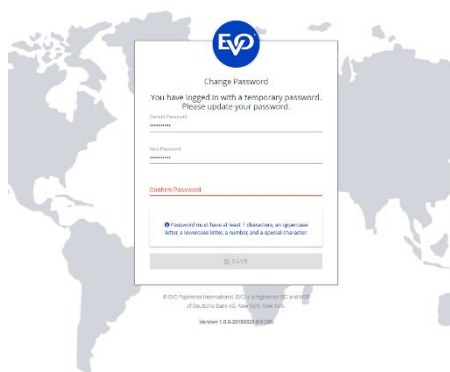 EVO
Change Password
You have logged in with a temporary password.
Please update your password.
Current Password
••••••••••
New Password
••••••••••
Confirm Password
Password must have at least 7 characters, an uppercase
letter, a lowercase letter, a number, and a special character.
SAVE
© EVO Payments International. EVO is a registered ISO and MSP
of Deutsche Bank AG, New York, New York.